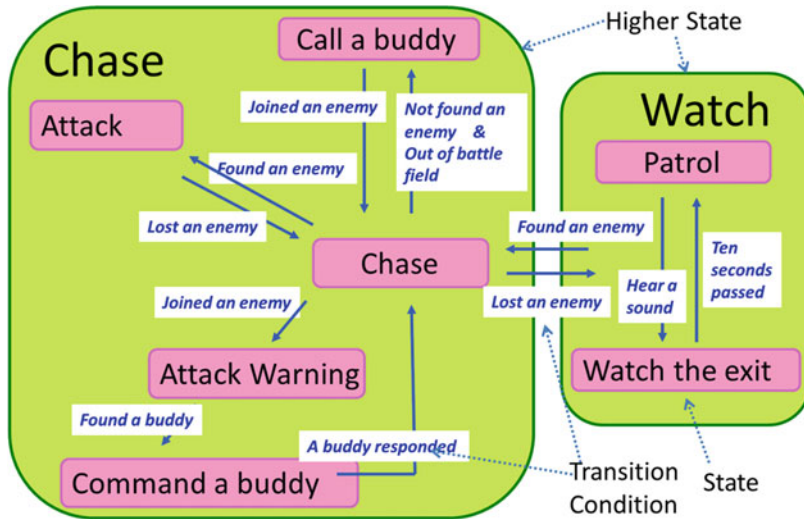 Higher State
Chase
Call a buddy
Joined an enemy
Not found an
enemy &
Out of battle
field
Attack
Found an enemy
Lost an enemy
Chase
Joined an enemy
Attack Warning
Found a buddy
A buddy responded
Command a buddy
Found an enemy
Lost an enemy
Watch
Patrol
Hear a
sound
Ten
seconds
passed
Watch the exit
Transition
Condition
State